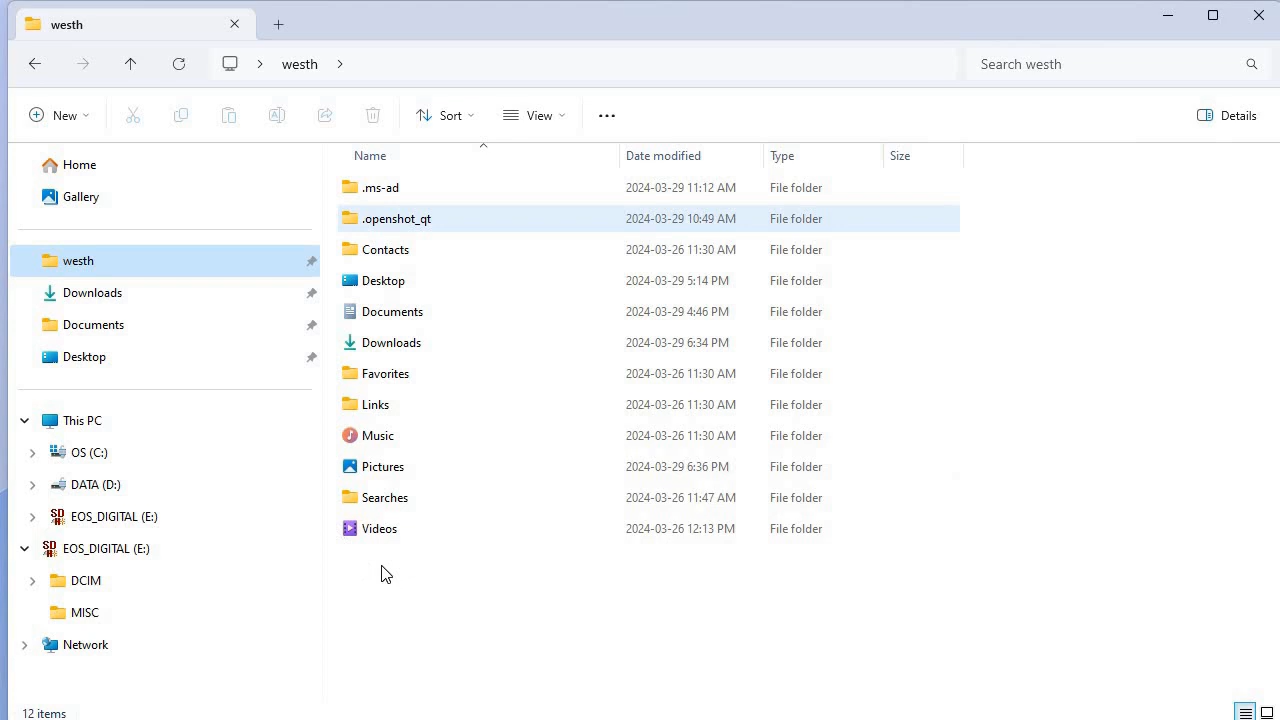 westh
westh
Search westh
New
Sort
View
Details
Name Date modified Type Size
Home
Gallery
westh
Downloads
Documents
Desktop
This PC
OS (C:)
DATA (D:)
SD EOS_DIGITAL (E:)
SD EOS_DIGITAL (E:)
DCIM
MISC
Network
.ms-ad 2024-03-29 11:12 AM File folder
.openshot_qt 2024-03-29 10:49 AM File folder
Contacts 2024-03-26 11:30 AM File folder
Desktop 2024-03-29 5:14 PM File folder
Documents 2024-03-29 4:46 PM File folder
Downloads 2024-03-29 6:34 PM File folder
Favorites 2024-03-26 11:30 AM File folder
Links 2024-03-26 11:30 AM File folder
Music 2024-03-26 11:30 AM File folder
Pictures 2024-03-29 6:36 PM File folder
Searches 2024-03-26 11:47 AM File folder
Videos 2024-03-26 12:13 PM File folder
12 items